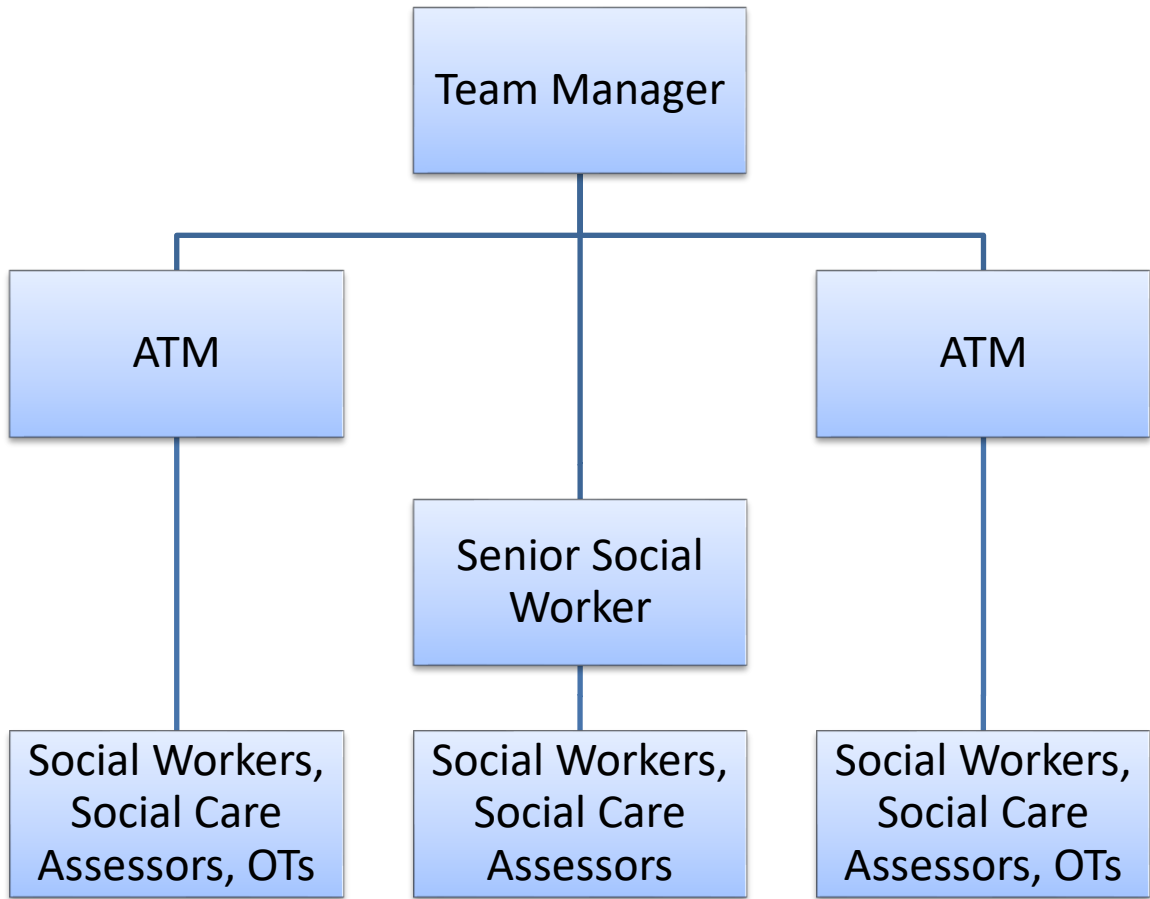 Team Manager
ATM
ATM
Senior Social
Worker
Social Workers,
Social Care
Assessors, OTs
Social Workers,
Social Care
Assessors
Social Workers,
Social Care
Assessors, OTs